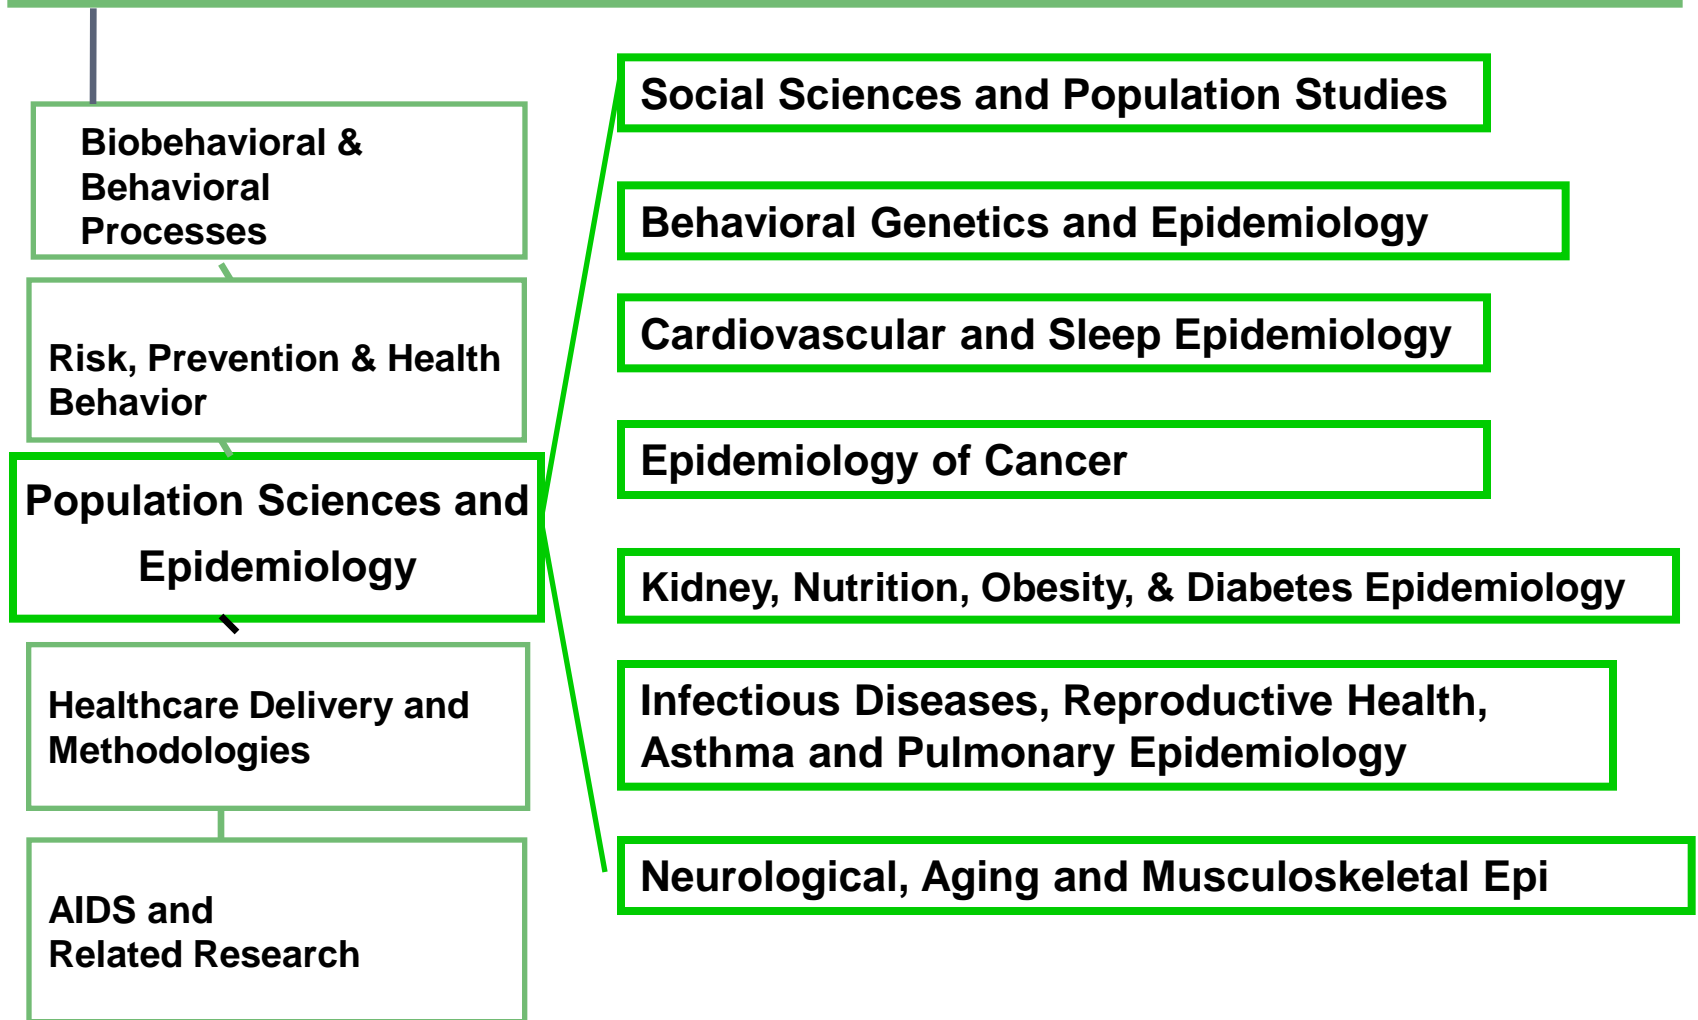 Biobehavioral &
Behavioral
Processes
Risk, Prevention & Health
Behavior
Population Sciences and
Epidemiology
Healthcare Delivery and
Methodologies
AIDS and
Related Research
Social Sciences and Population Studies
Behavioral Genetics and Epidemiology
Cardiovascular and Sleep Epidemiology
Epidemiology of Cancer
Kidney, Nutrition, Obesity, & Diabetes Epidemiology
Infectious Diseases, Reproductive Health,
Asthma and Pulmonary Epidemiology
Neurological, Aging and Musculoskeletal Epi